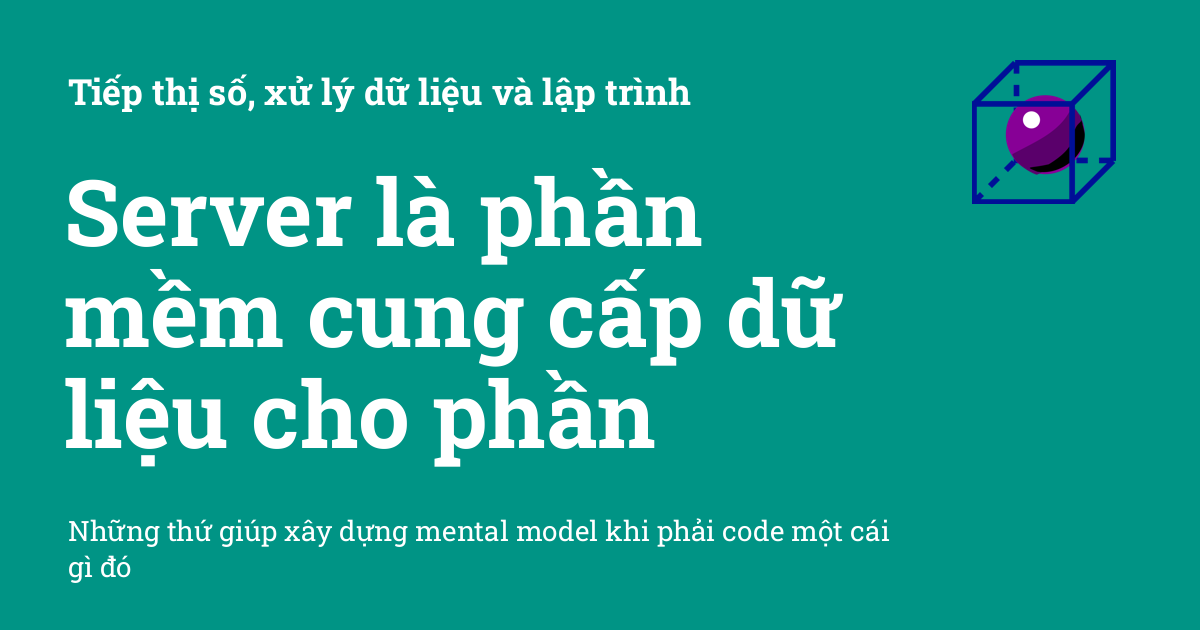 Tiếp thị số, xử lý dữ liệu và lập trình
Server là phần
mềm cung cấp dữ
liệu cho phần
Những thứ giúp xây dựng mental model khi phải code một cái
gì đó